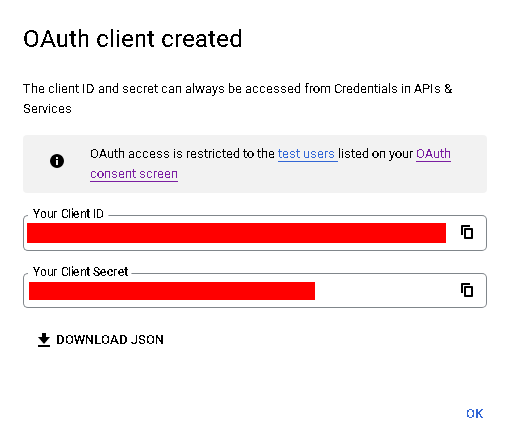 OAuth client created
The client ID and secret can always be accessed from Credentials in APIs &
Services
OAuth access is restricted to the test users listed on your OAuth
consent screen
Your Client ID
Your Client Secret
DOWNLOAD JSON
OK